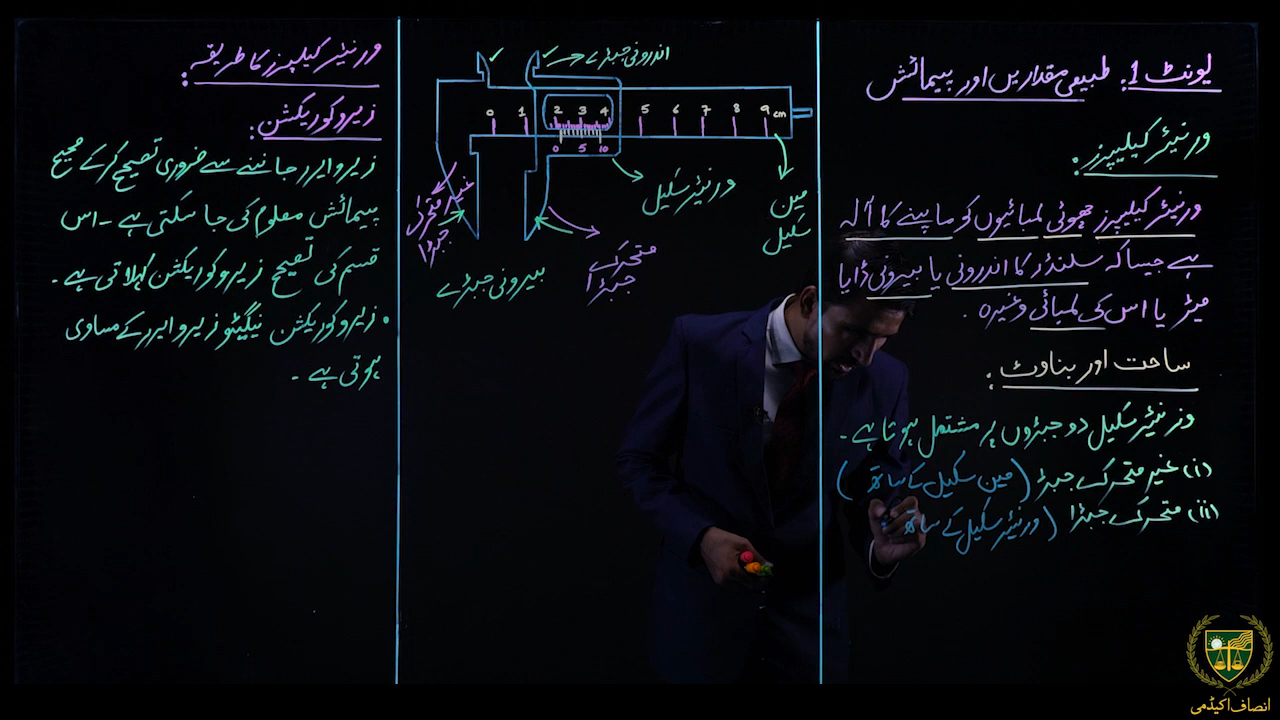 یونٹ 1: طبیعی مقداریں اور پیمائش
ورنیئر کیلیپرز:
ورنیئر کیلیپرز چھوٹی لمبائیوں کو ماپنے کا آلہ
ہے جیسا کہ سلنڈر کا اندرونی یا بیرونی ڈایا
میٹر یا اس کی لمبائی وغیرہ ۔
ساخت اور بناوٹ:
ورنیئر سکیل دو جبڑوں پر مشتمل ہوتا ہے۔
(i) غیر متحرک جبڑا (مین سکیل کے ساتھ)
(ii) متحرک جبڑا (ورنیئر سکیل کے ساتھ
اندرونی جبڑے
0 1 2 3 4 5 6 7 8 9 cm
0 5 10
ورنیئر سکیل
مین
سکیل
غیر متحرک
جبڑا
متحرک
جبڑا
بیرونی جبڑے
ورنیئر کیلیپرز کا طریقہ:
زیرو کوریکشن:
زیرو ایرر جاننے سے ضروری تصحیح کر کے صحیح
پیمائش معلوم کی جا سکتی ہے ۔ اس
قسم کی تصحیح زیرو کوریکشن کہلاتی ہے ۔
• زیرو کوریکشن نیگیٹو زیرو ایرر کے مساوی
ہوتی ہے ۔
انصاف اکیڈمی